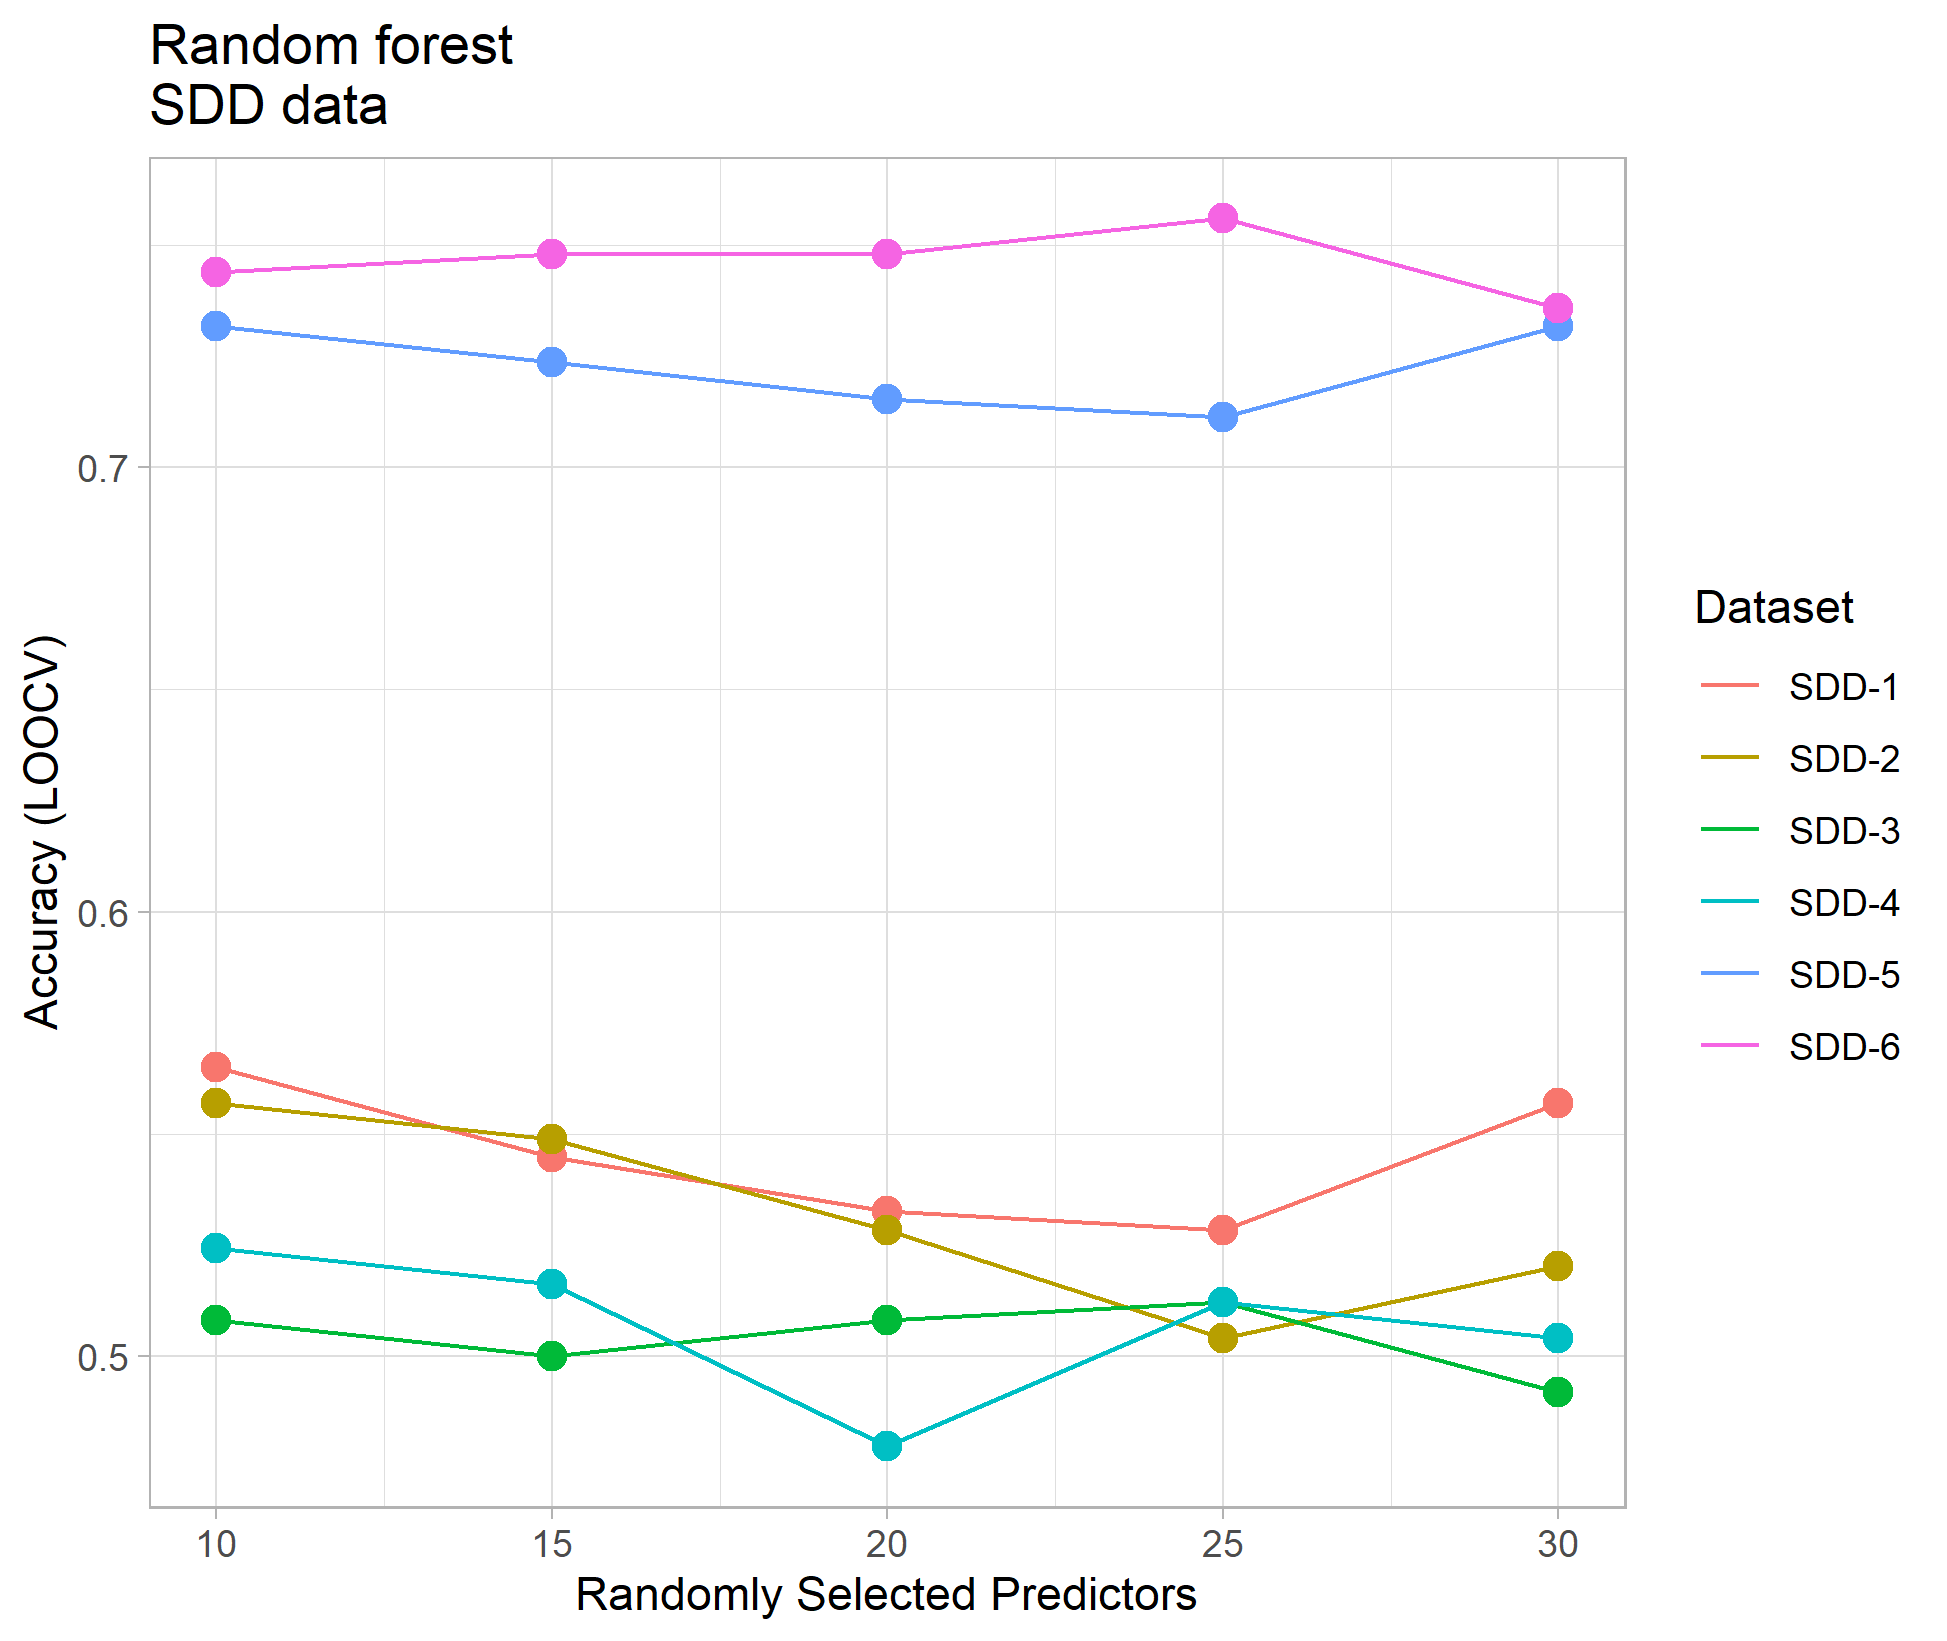 Random forest
SDD data
Accuracy (LOOCV)
0.7
0.6
0.5
10 15 20 25 30
Randomly Selected Predictors
Dataset
SDD-1
SDD-2
SDD-3
SDD-4
SDD-5
SDD-6